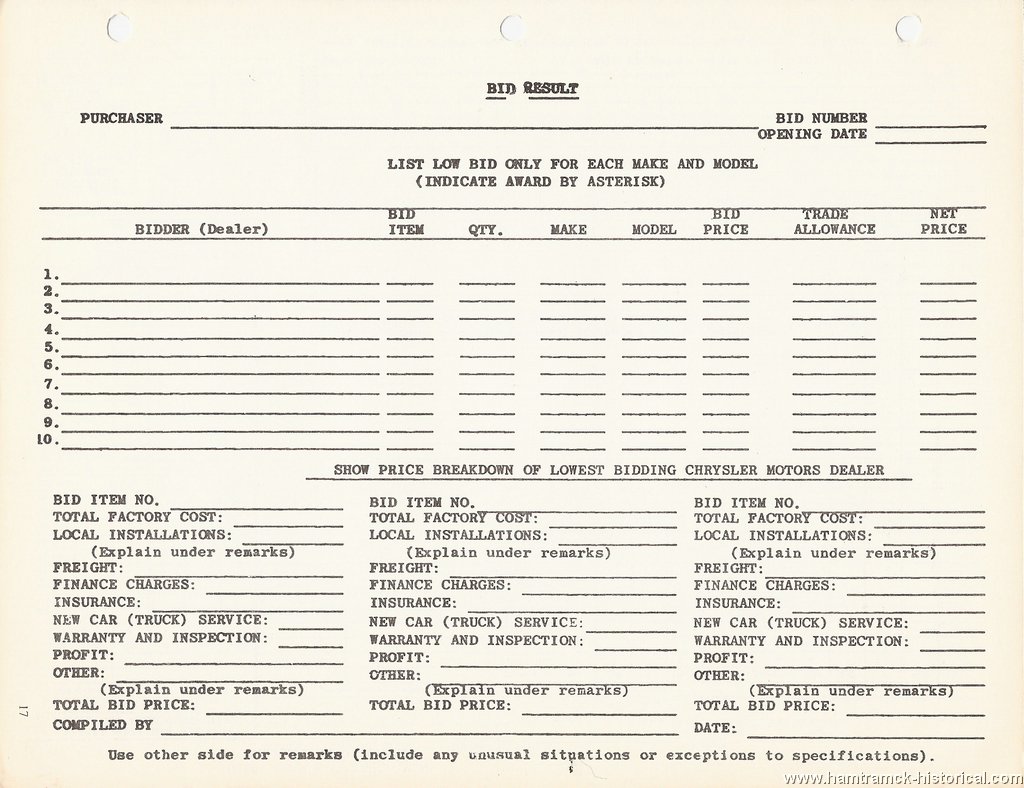 BID RESULT
PURCHASER BID NUMBER
OPENING DATE
LIST LOW BID ONLY FOR EACH MAKE AND MODEL
(INDICATE AWARD BY ASTERISK)
BID BID TRADE NET
BIDDER (Dealer) ITEM QTY. MAKE MODEL PRICE ALLOWANCE PRICE
1.
2.
3.
4.
5.
6.
7.
8.
9.
10.
SHOW PRICE BREAKDOWN OF LOWEST BIDDING CHRYSLER MOTORS DEALER
BID ITEM NO. BID ITEM NO. BID ITEM NO.
TOTAL FACTORY COST: TOTAL FACTORY COST: TOTAL FACTORY COST:
LOCAL INSTALLATIONS: LOCAL INSTALLATIONS: LOCAL INSTALLATIONS:
(Explain under remarks) (Explain under remarks) (Explain under remarks)
FREIGHT: FREIGHT: FREIGHT:
FINANCE CHARGES: FINANCE CHARGES: FINANCE CHARGES:
INSURANCE: INSURANCE: INSURANCE:
NEW CAR (TRUCK) SERVICE: NEW CAR (TRUCK) SERVICE: NEW CAR (TRUCK) SERVICE:
WARRANTY AND INSPECTION: WARRANTY AND INSPECTION: WARRANTY AND INSPECTION:
PROFIT: PROFIT: PROFIT:
OTHER: OTHER: OTHER:
(Explain under remarks) (Explain under remarks) (Explain under remarks)
TOTAL BID PRICE: TOTAL BID PRICE: TOTAL BID PRICE:
COMPILED BY DATE:
Use other side for remarks (include any unusual situations or exceptions to specifications).
17
www.hamtramck-historical.com